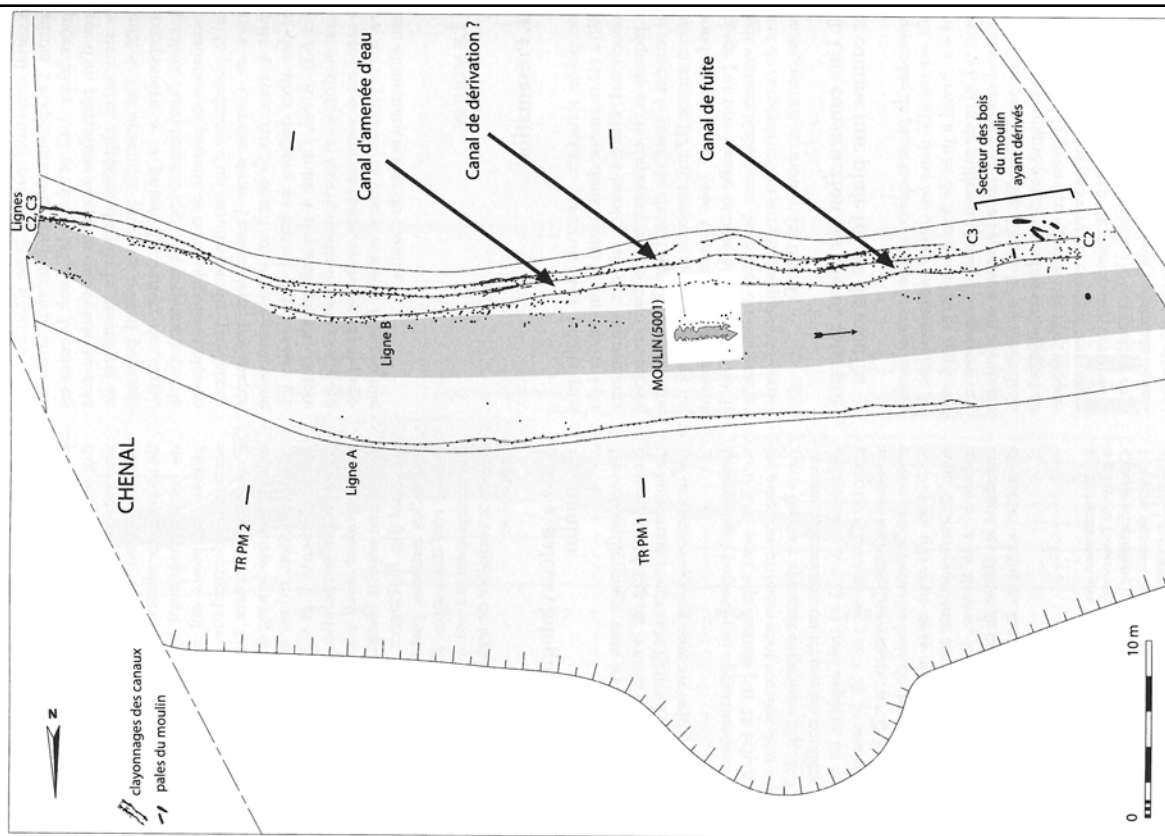 Lignes
C2, C3
CHENAL
Canal d'amenée d'eau
Canal de dérivation ?
Canal de fuite
Secteur des bois
du moulin
ayant dérivés
C3
C2
Ligne B
MOULIN (5001)
Ligne A
TR PM 2
TR PM 1
N
clayonnages des canaux
pales du moulin
0
10 m